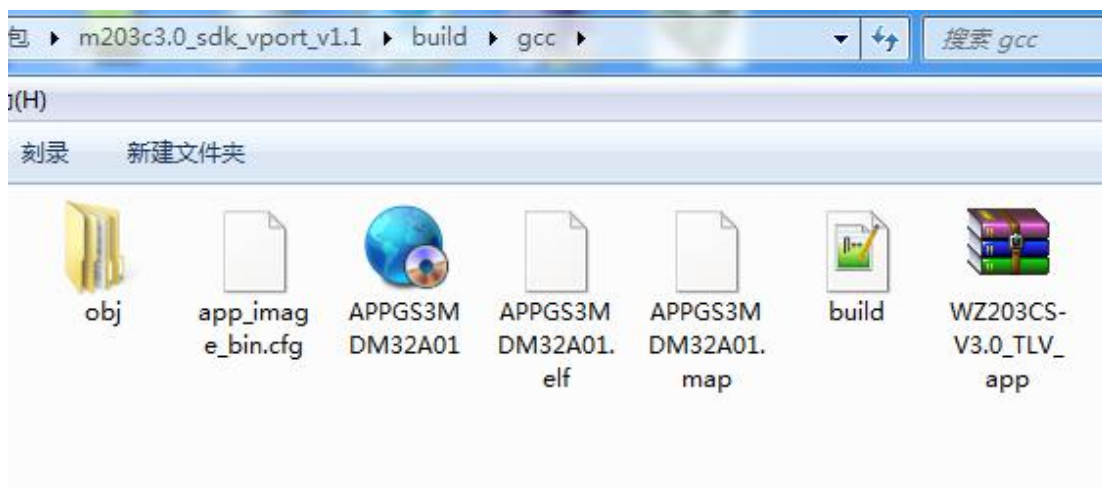 包 ▸ m203c3.0_sdk_vport_v1.1 ▸ build ▸ gcc ▸
搜索 gcc
(H)
刻录 新建文件夹
obj
app_imag
e_bin.cfg
APPGS3M
DM32A01
APPGS3M
DM32A01.
elf
APPGS3M
DM32A01.
map
build
WZ203CS-
V3.0_TLV_
app